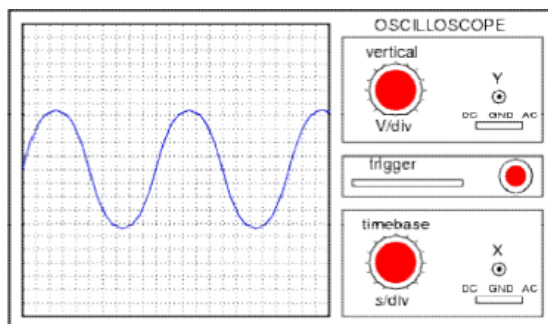 OSCILLOSCOPE
vertical
Y
DC GND AC
V/div
trigger
timebase
X
DC GND AC
s/div